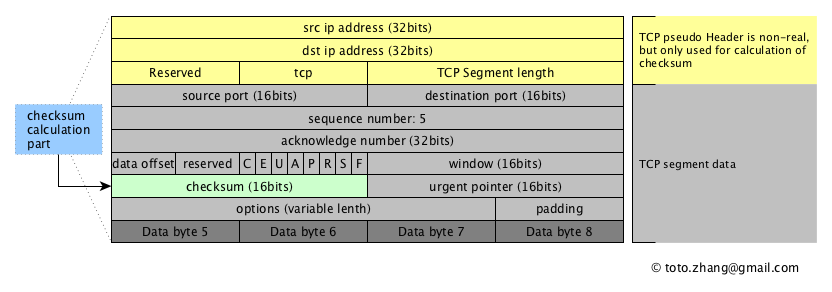 src ip address (32bits)
dst ip address (32bits)
Reserved tcp TCP Segment length
TCP pseudo Header is non-real,
but only used for calculation of
checksum
source port (16bits) destination port (16bits)
sequence number: 5
acknowledge number (32bits)
data offset reserved C E U A P R S F window (16bits)
checksum (16bits) urgent pointer (16bits)
options (variable lenth) padding
Data byte 5 Data byte 6 Data byte 7 Data byte 8
checksum
calculation
part
TCP segment data
© toto.zhang@gmail.com